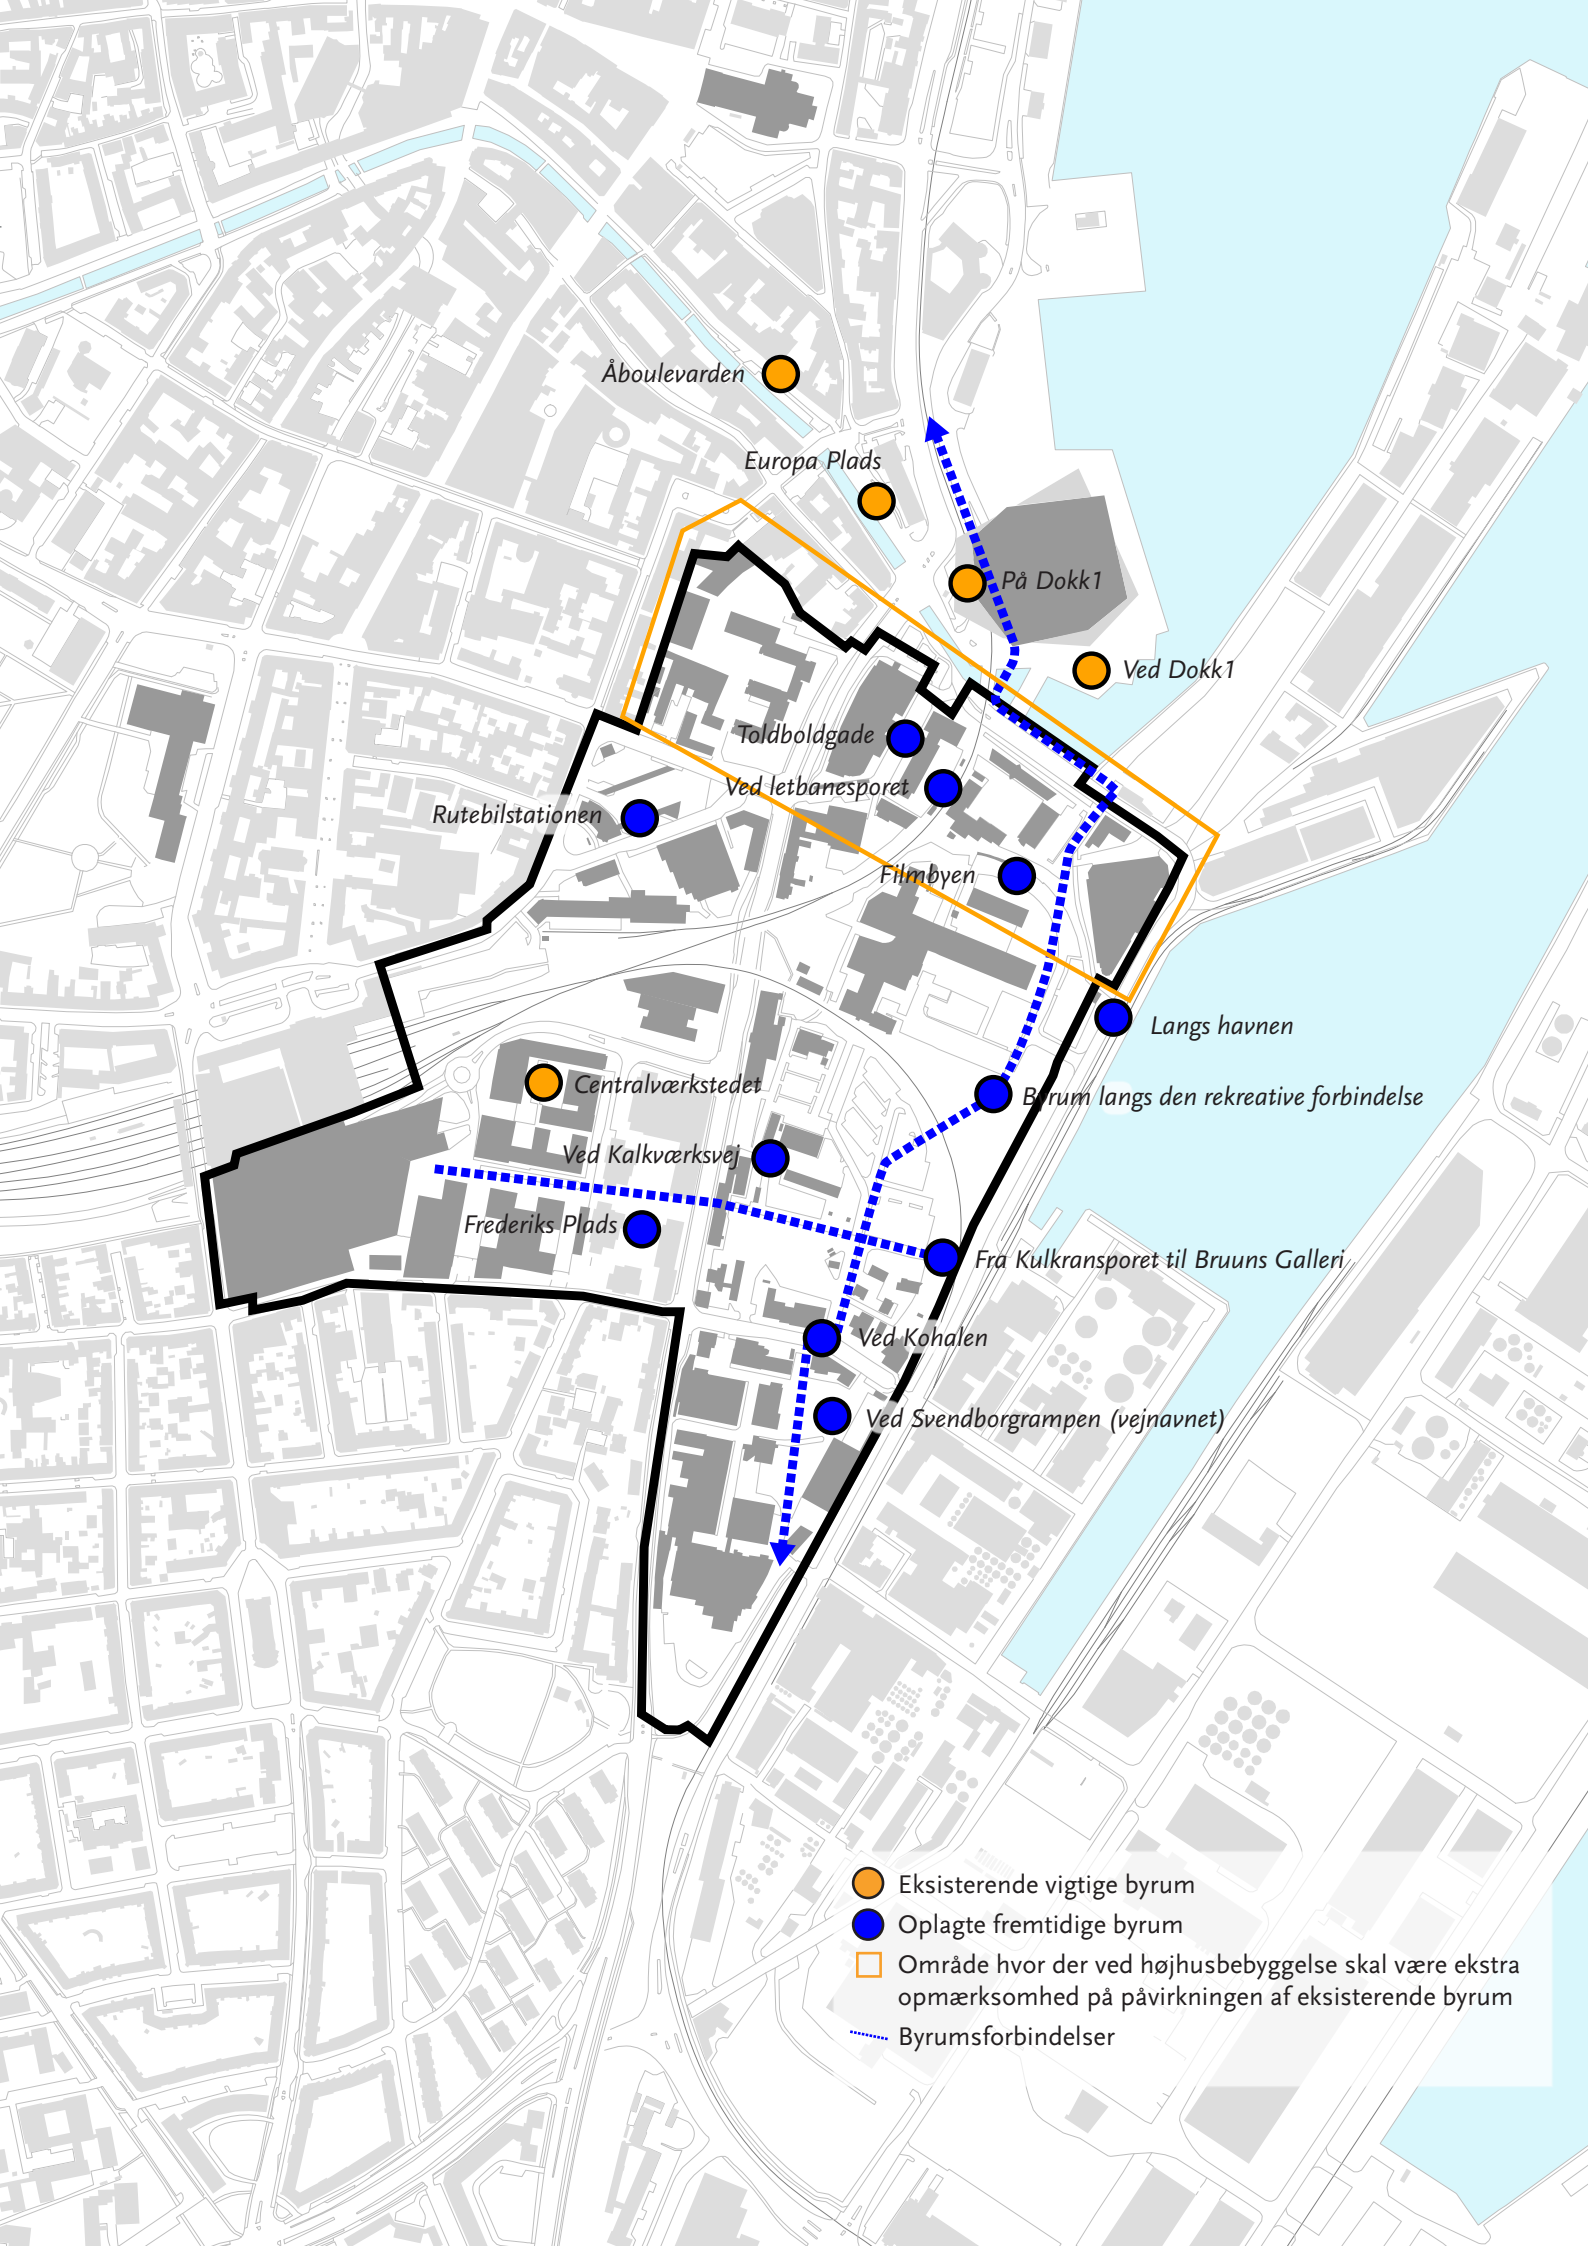 Åboulevarden
Europa Plads
På Dokk1
Ved Dokk1
Toldboldgade
Ved letbanesporet
Rutebilstationen
Filmbyen
Langs havnen
Centralværkstedet
Byrum langs den rekreative forbindelse
Ved Kalkværksvej
Frederiks Plads
Fra Kulkransporet til Bruuns Galleri
Ved Kohalen
Ved Svendborgrampen (vejnavnet)
Eksisterende vigtige byrum
Oplagte fremtidige byrum
Område hvor der ved højhusbebyggelse skal være ekstra
opmærksomhed på påvirkningen af eksisterende byrum
Byrumsforbindelser